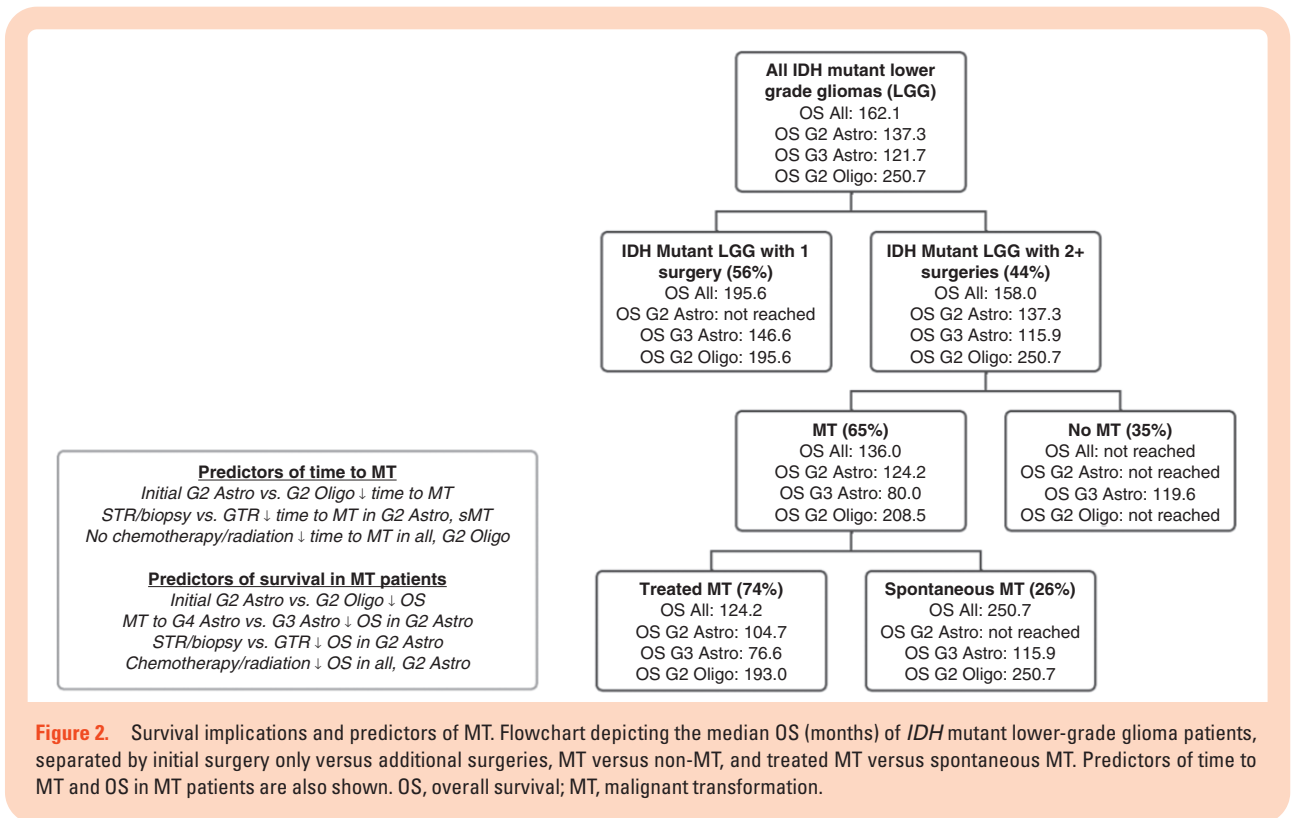 All IDH mutant lower
grade gliomas (LGG)
OS All: 162.1
OS G2 Astro: 137.3
OS G3 Astro: 121.7
OS G2 Oligo: 250.7
IDH Mutant LGG with 1
surgery (56%)
OS All: 195.6
OS G2 Astro: not reached
OS G3 Astro: 146.6
OS G2 Oligo: 195.6
IDH Mutant LGG with 2+
surgeries (44%)
OS All: 158.0
OS G2 Astro: 137.3
OS G3 Astro: 115.9
OS G2 Oligo: 250.7
MT (65%)
OS All: 136.0
OS G2 Astro: 124.2
OS G3 Astro: 80.0
OS G2 Oligo: 208.5
No MT (35%)
OS All: not reached
OS G2 Astro: not reached
OS G3 Astro: 119.6
OS G2 Oligo: not reached
Predictors of time to MT
Initial G2 Astro vs. G2 Oligo ↓ time to MT
STR/biopsy vs. GTR ↓ time to MT in G2 Astro, sMT
No chemotherapy/radiation ↓ time to MT in all, G2 Oligo
Predictors of survival in MT patients
Initial G2 Astro vs. G2 Oligo ↓ OS
MT to G4 Astro vs. G3 Astro ↓ OS in G2 Astro
STR/biopsy vs. GTR ↓ OS in G2 Astro
Chemotherapy/radiation ↓ OS in all, G2 Astro
Treated MT (74%)
OS All: 124.2
OS G2 Astro: 104.7
OS G3 Astro: 76.6
OS G2 Oligo: 193.0
Spontaneous MT (26%)
OS All: 250.7
OS G2 Astro: not reached
OS G3 Astro: 115.9
OS G2 Oligo: 250.7
Figure 2. Survival implications and predictors of MT. Flowchart depicting the median OS (months) of IDH mutant lower-grade glioma patients,
separated by initial surgery only versus additional surgeries, MT versus non-MT, and treated MT versus spontaneous MT. Predictors of time to
MT and OS in MT patients are also shown. OS, overall survival; MT, malignant transformation.